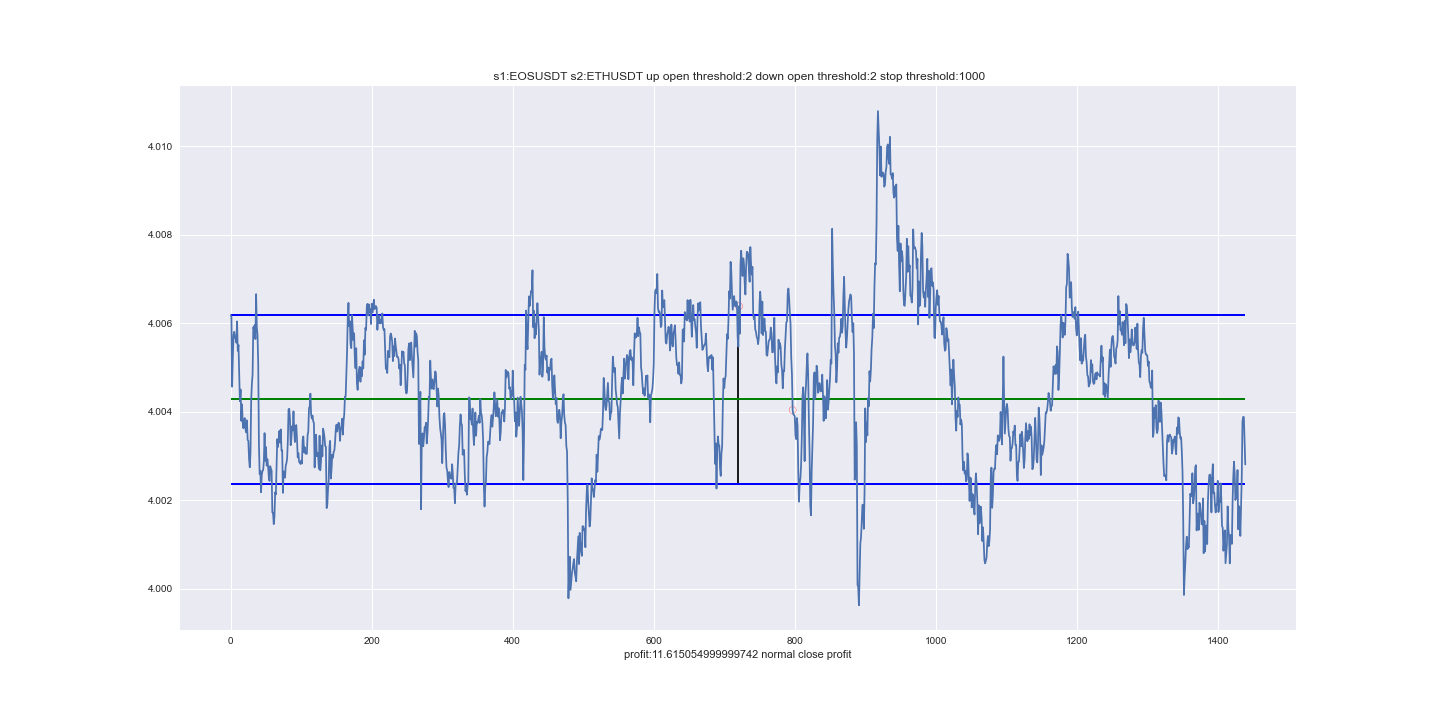 s1:EOSUSDT s2:ETHUSDT up open threshold:2 down open threshold:2 stop threshold:1000
4.010
4.008
4.006
4.004
4.002
4.000
0 200 400 600 800 1000 1200 1400
profit:11.615054999999742 normal close profit